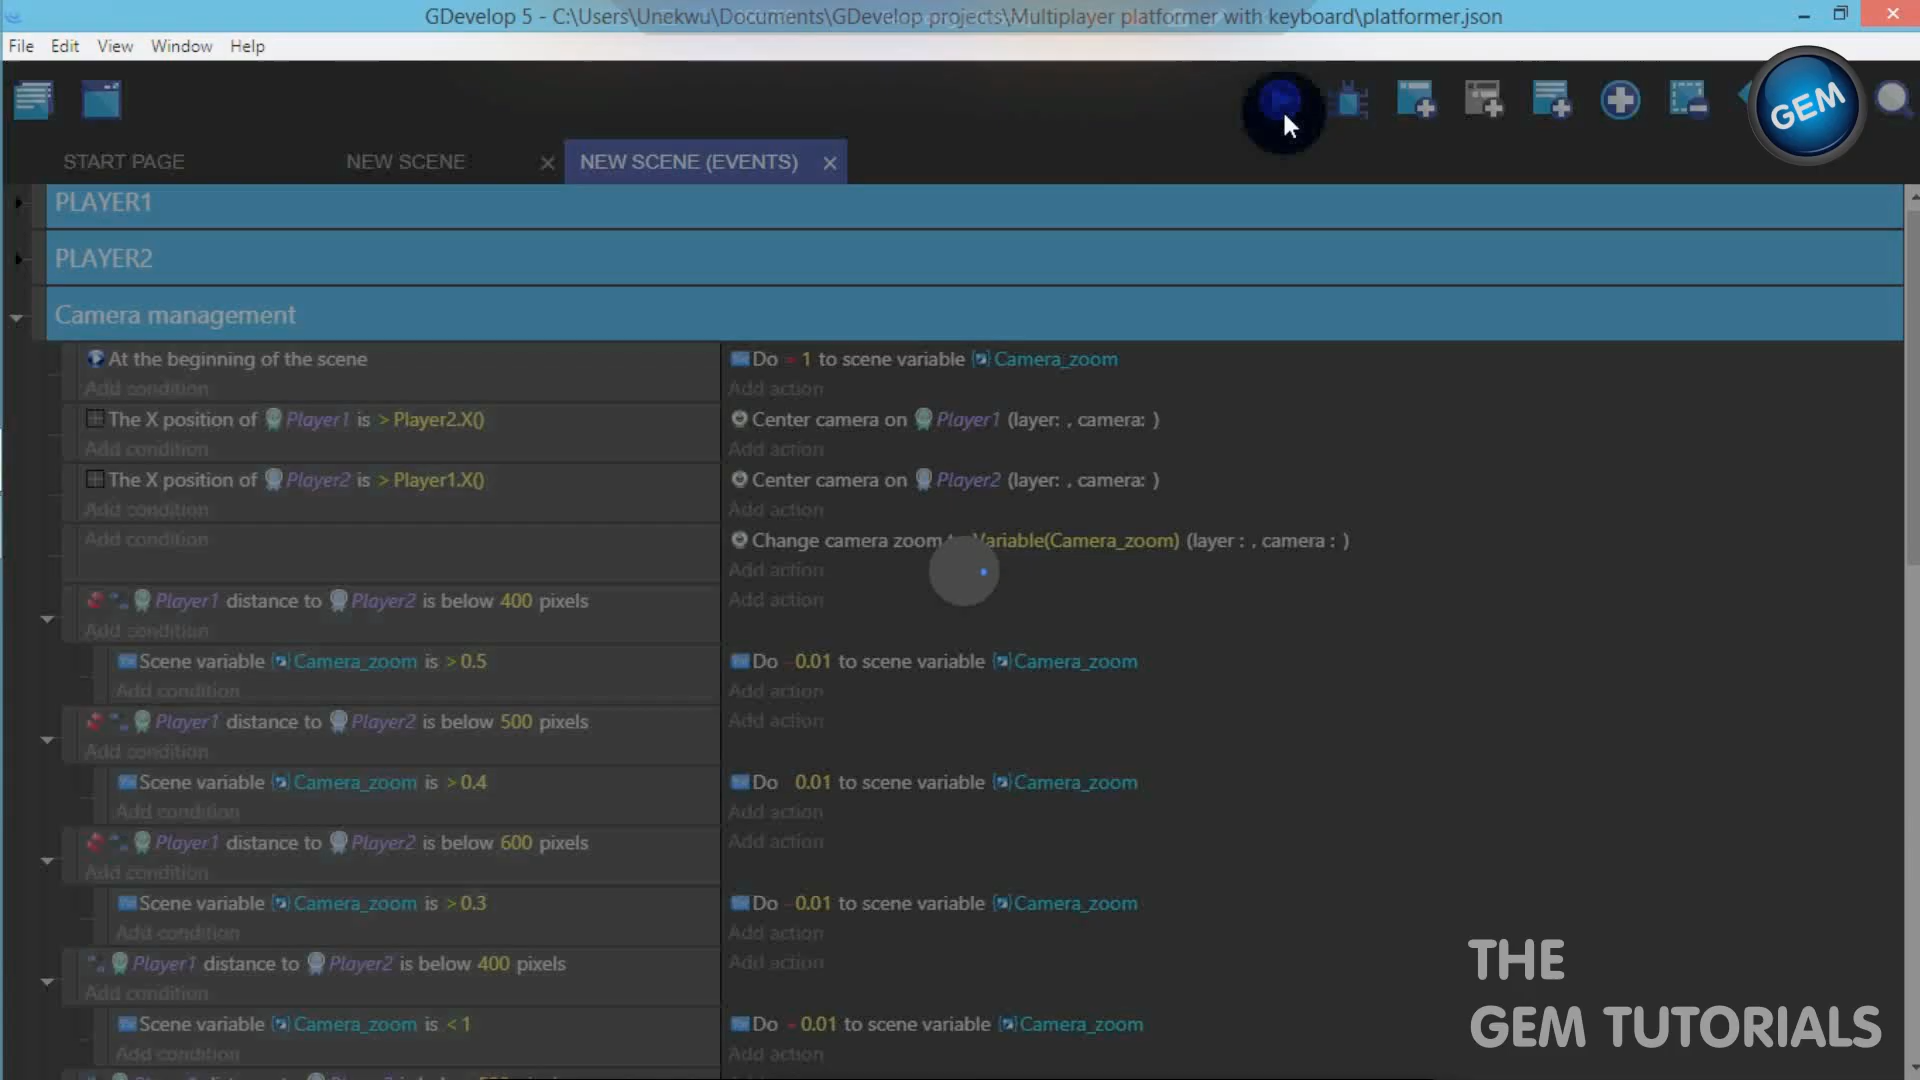 GDevelop 5 - C:\Users\Unekwu\Documents\GDevelop projects\Multiplayer platformer with keyboard\platformer.json
File Edit View Window Help
GEM
START PAGE NEW SCENE NEW SCENE (EVENTS)
PLAYER1
PLAYER2
Camera management
At the beginning of the scene Do = 1 to scene variable Camera_zoom
Add condition Add action
The X position of Player1 is > Player2.X() Center camera on Player1 (layer: , camera: )
Add condition Add action
The X position of Player2 is > Player1.X() Center camera on Player2 (layer: , camera: )
Add condition Add action
Add condition Change camera zoom Variable(Camera_zoom) (layer : , camera : )
Add action
Player1 distance to Player2 is below 400 pixels Add action
Add condition
Scene variable Camera_zoom is > 0.5 Do 0.01 to scene variable Camera_zoom
Add condition Add action
Player1 distance to Player2 is below 500 pixels Add action
Add condition
Scene variable Camera_zoom is > 0.4 Do 0.01 to scene variable Camera_zoom
Add condition Add action
Player1 distance to Player2 is below 600 pixels Add action
Add condition
Scene variable Camera_zoom is > 0.3 Do 0.01 to scene variable Camera_zoom
Add condition Add action
Player1 distance to Player2 is below 400 pixels Add action
Add condition
Scene variable Camera_zoom is < 1 Do 0.01 to scene variable Camera_zoom
Add condition Add action
THE
GEM TUTORIALS